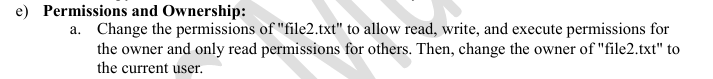 e) Permissions and Ownership:
a. Change the permissions of "file2.txt" to allow read, write, and execute permissions for
the owner and only read permissions for others. Then, change the owner of "file2.txt" to
the current user.